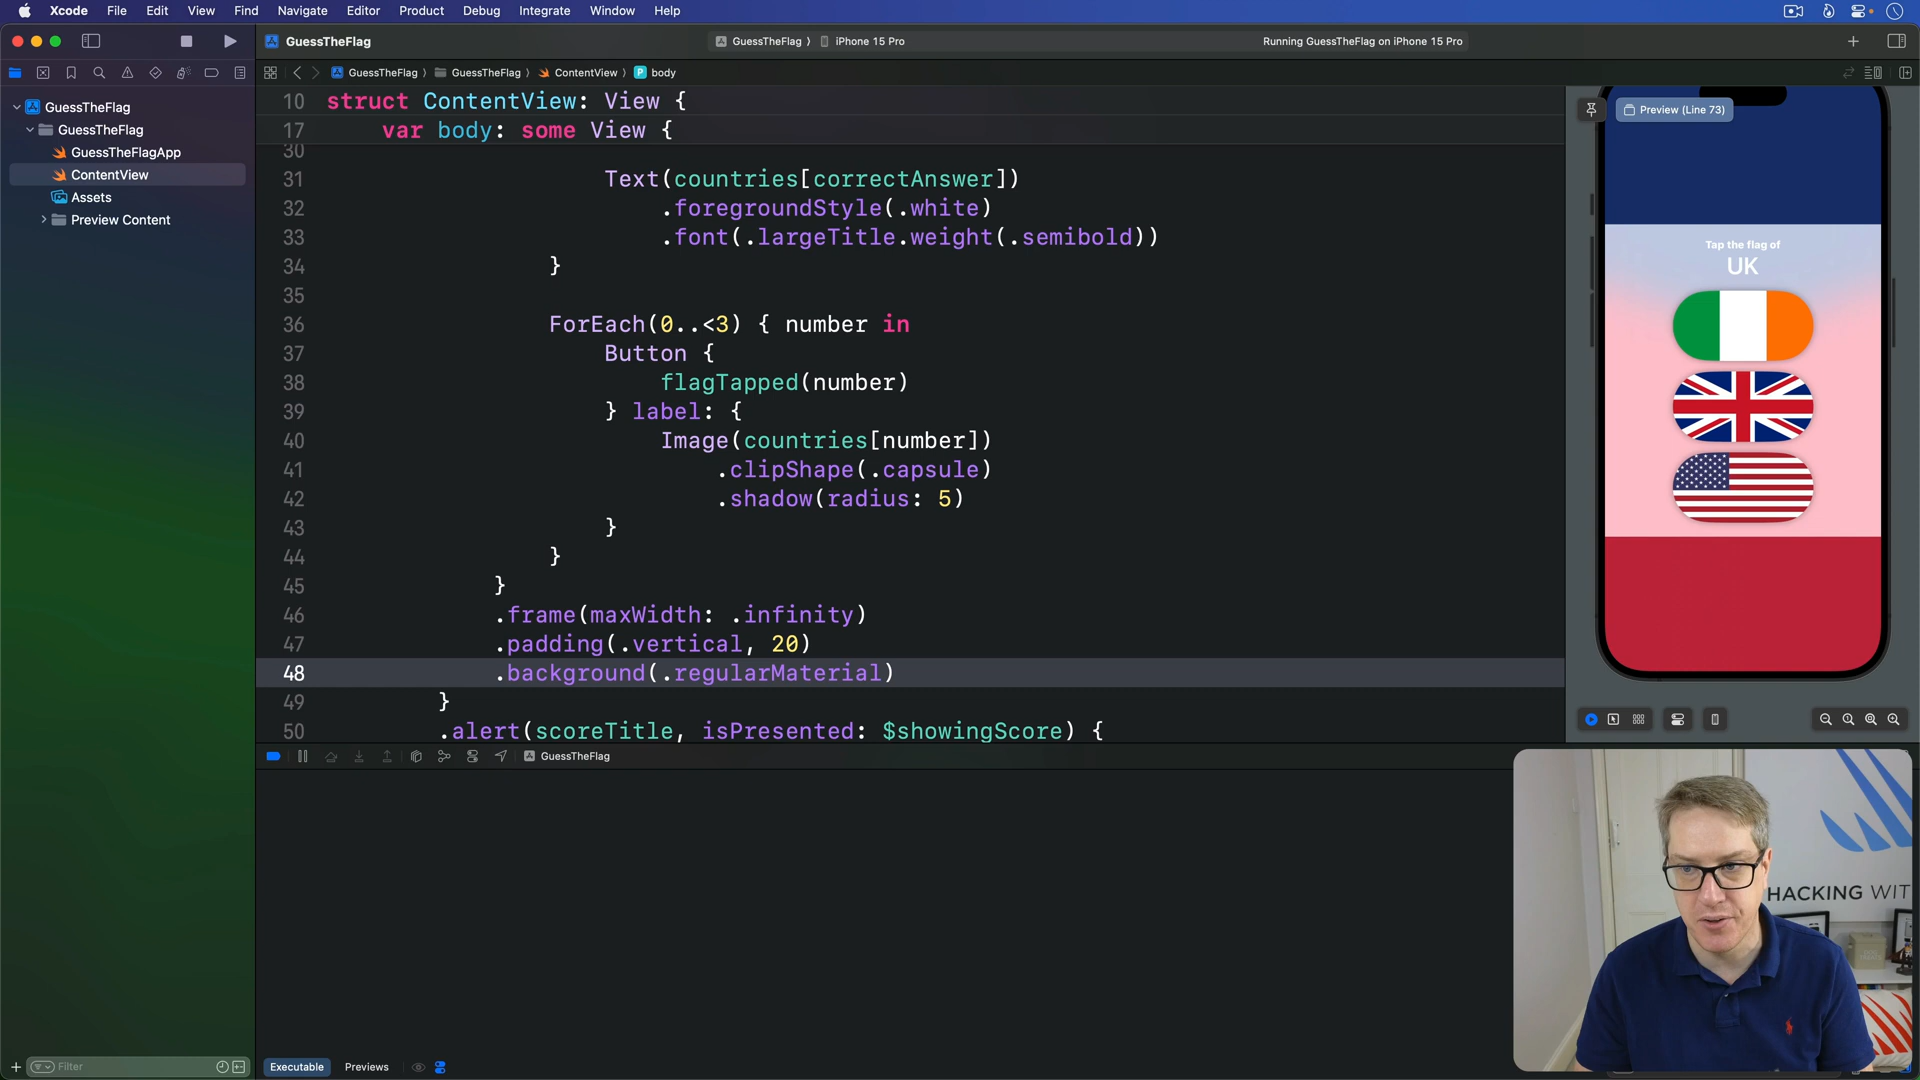 Xcode File Edit View Find Navigate Editor Product Debug Integrate Window Help
GuessTheFlag
GuessTheFlag 〉 iPhone 15 Pro
Running GuessTheFlag on iPhone 15 Pro
GuessTheFlag 〉 GuessTheFlag 〉 ContentView 〉 P body
GuessTheFlag
GuessTheFlag
GuessTheFlagApp
ContentView
Assets
Preview Content
10 struct ContentView: View {
17 var body: some View {
30
31 Text(countries[correctAnswer])
32 .foregroundStyle(.white)
33 .font(.largeTitle.weight(.semibold))
34 }
35
36 ForEach(0..<3) { number in
37 Button {
38 flagTapped(number)
39 } label: {
40 Image(countries[number])
41 .clipShape(.capsule)
42 .shadow(radius: 5)
43 }
44 }
45 }
46 .frame(maxWidth: .infinity)
47 .padding(.vertical, 20)
48 .background(.regularMaterial)
49 }
50 .alert(scoreTitle, isPresented: $showingScore) {
Preview (Line 73)
Tap the flag of
UK
GuessTheFlag
HACKING WIT
Filter
Executable Previews